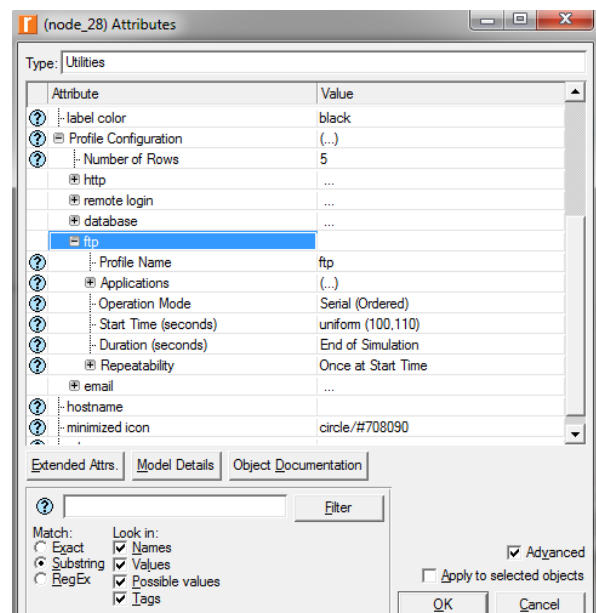 (node_28) Attributes
Type: Utilities
Attribute Value
label color black
Profile Configuration (...)
Number of Rows 5
http ...
remote login ...
database ...
ftp
Profile Name ftp
Applications (...)
Operation Mode Serial (Ordered)
Start Time (seconds) uniform (100,110)
Duration (seconds) End of Simulation
Repeatability Once at Start Time
email ...
hostname
minimized icon circle/#708090
Extended Attrs. Model Details Object Documentation
Filter
Match: Look in:
Exact Names
Substring Values
RegEx Possible values
Tags
Advanced
Apply to selected objects
OK Cancel